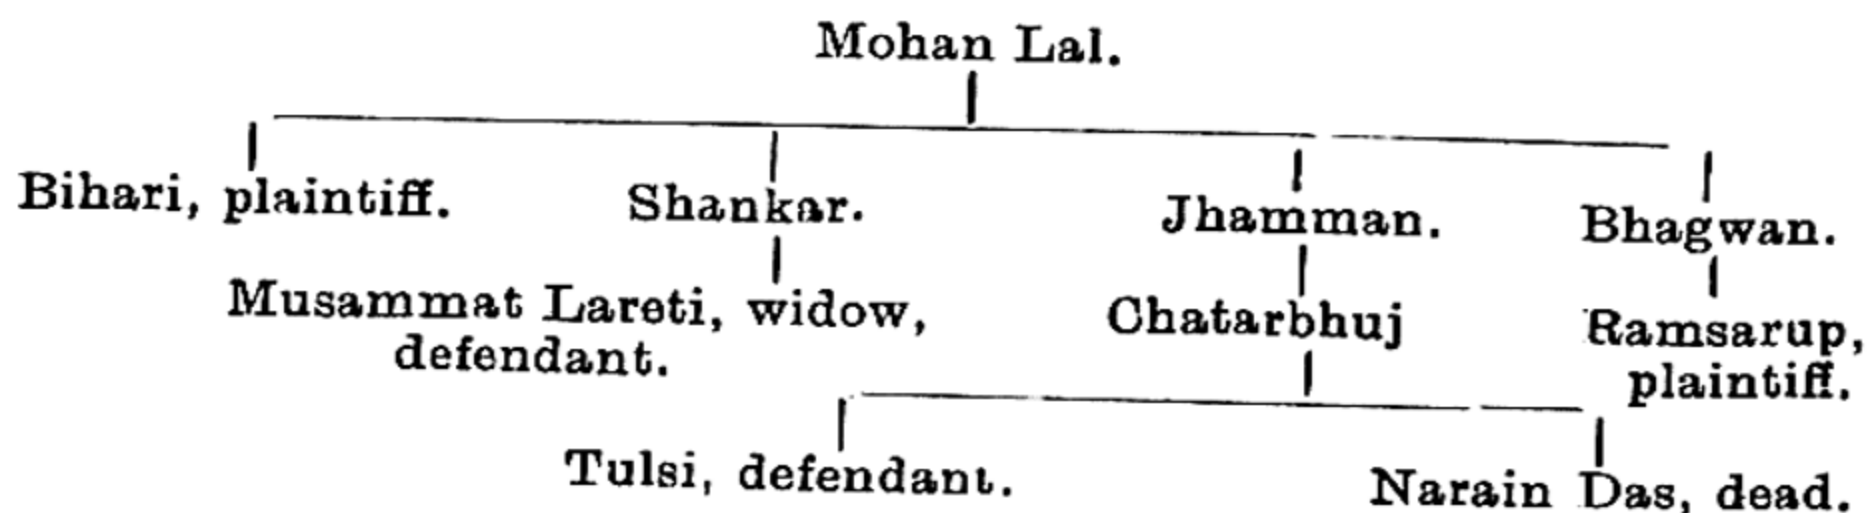 Mohan Lal.
Bihari, plaintiff. Shankar. Jhamman. Bhagwan.
Musammat Lareti, widow, Chatarbhuj Ramsarup,
defendant. plaintiff.
Tulsi, defendant. Narain Das, dead.